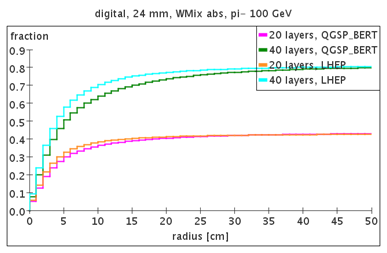 digital, 24 mm, WMix abs, pi- 100 GeV
fraction
20 layers, QGSP_BERT
40 layers, QGSP_BERT
20 layers, LHEP
40 layers, LHEP
0.9
0.8
0.7
0.6
0.5
0.4
0.3
0.2
0.1
0.0
0 5 10 15 20 25 30 35 40 45 50
radius [cm]